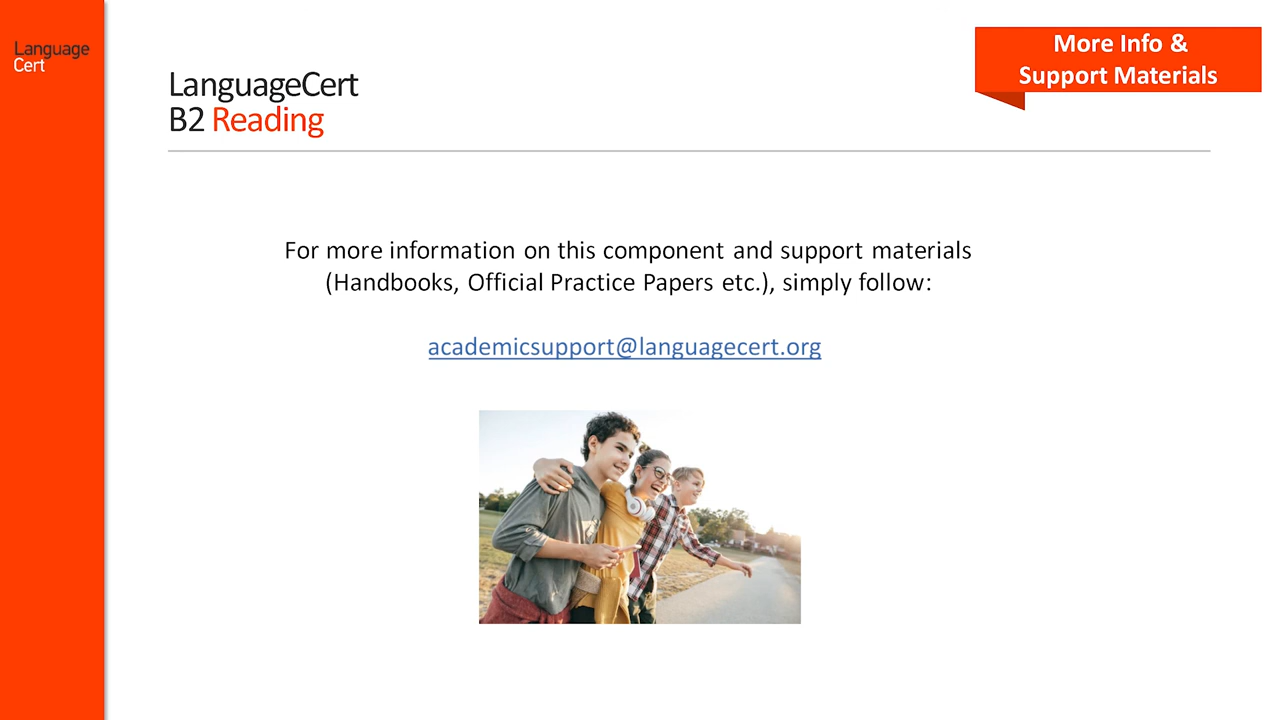 Language
Cert
LanguageCert
B2 Reading
More Info &
Support Materials
For more information on this component and support materials
(Handbooks, Official Practice Papers etc.), simply follow:
academicsupport@languagecert.org